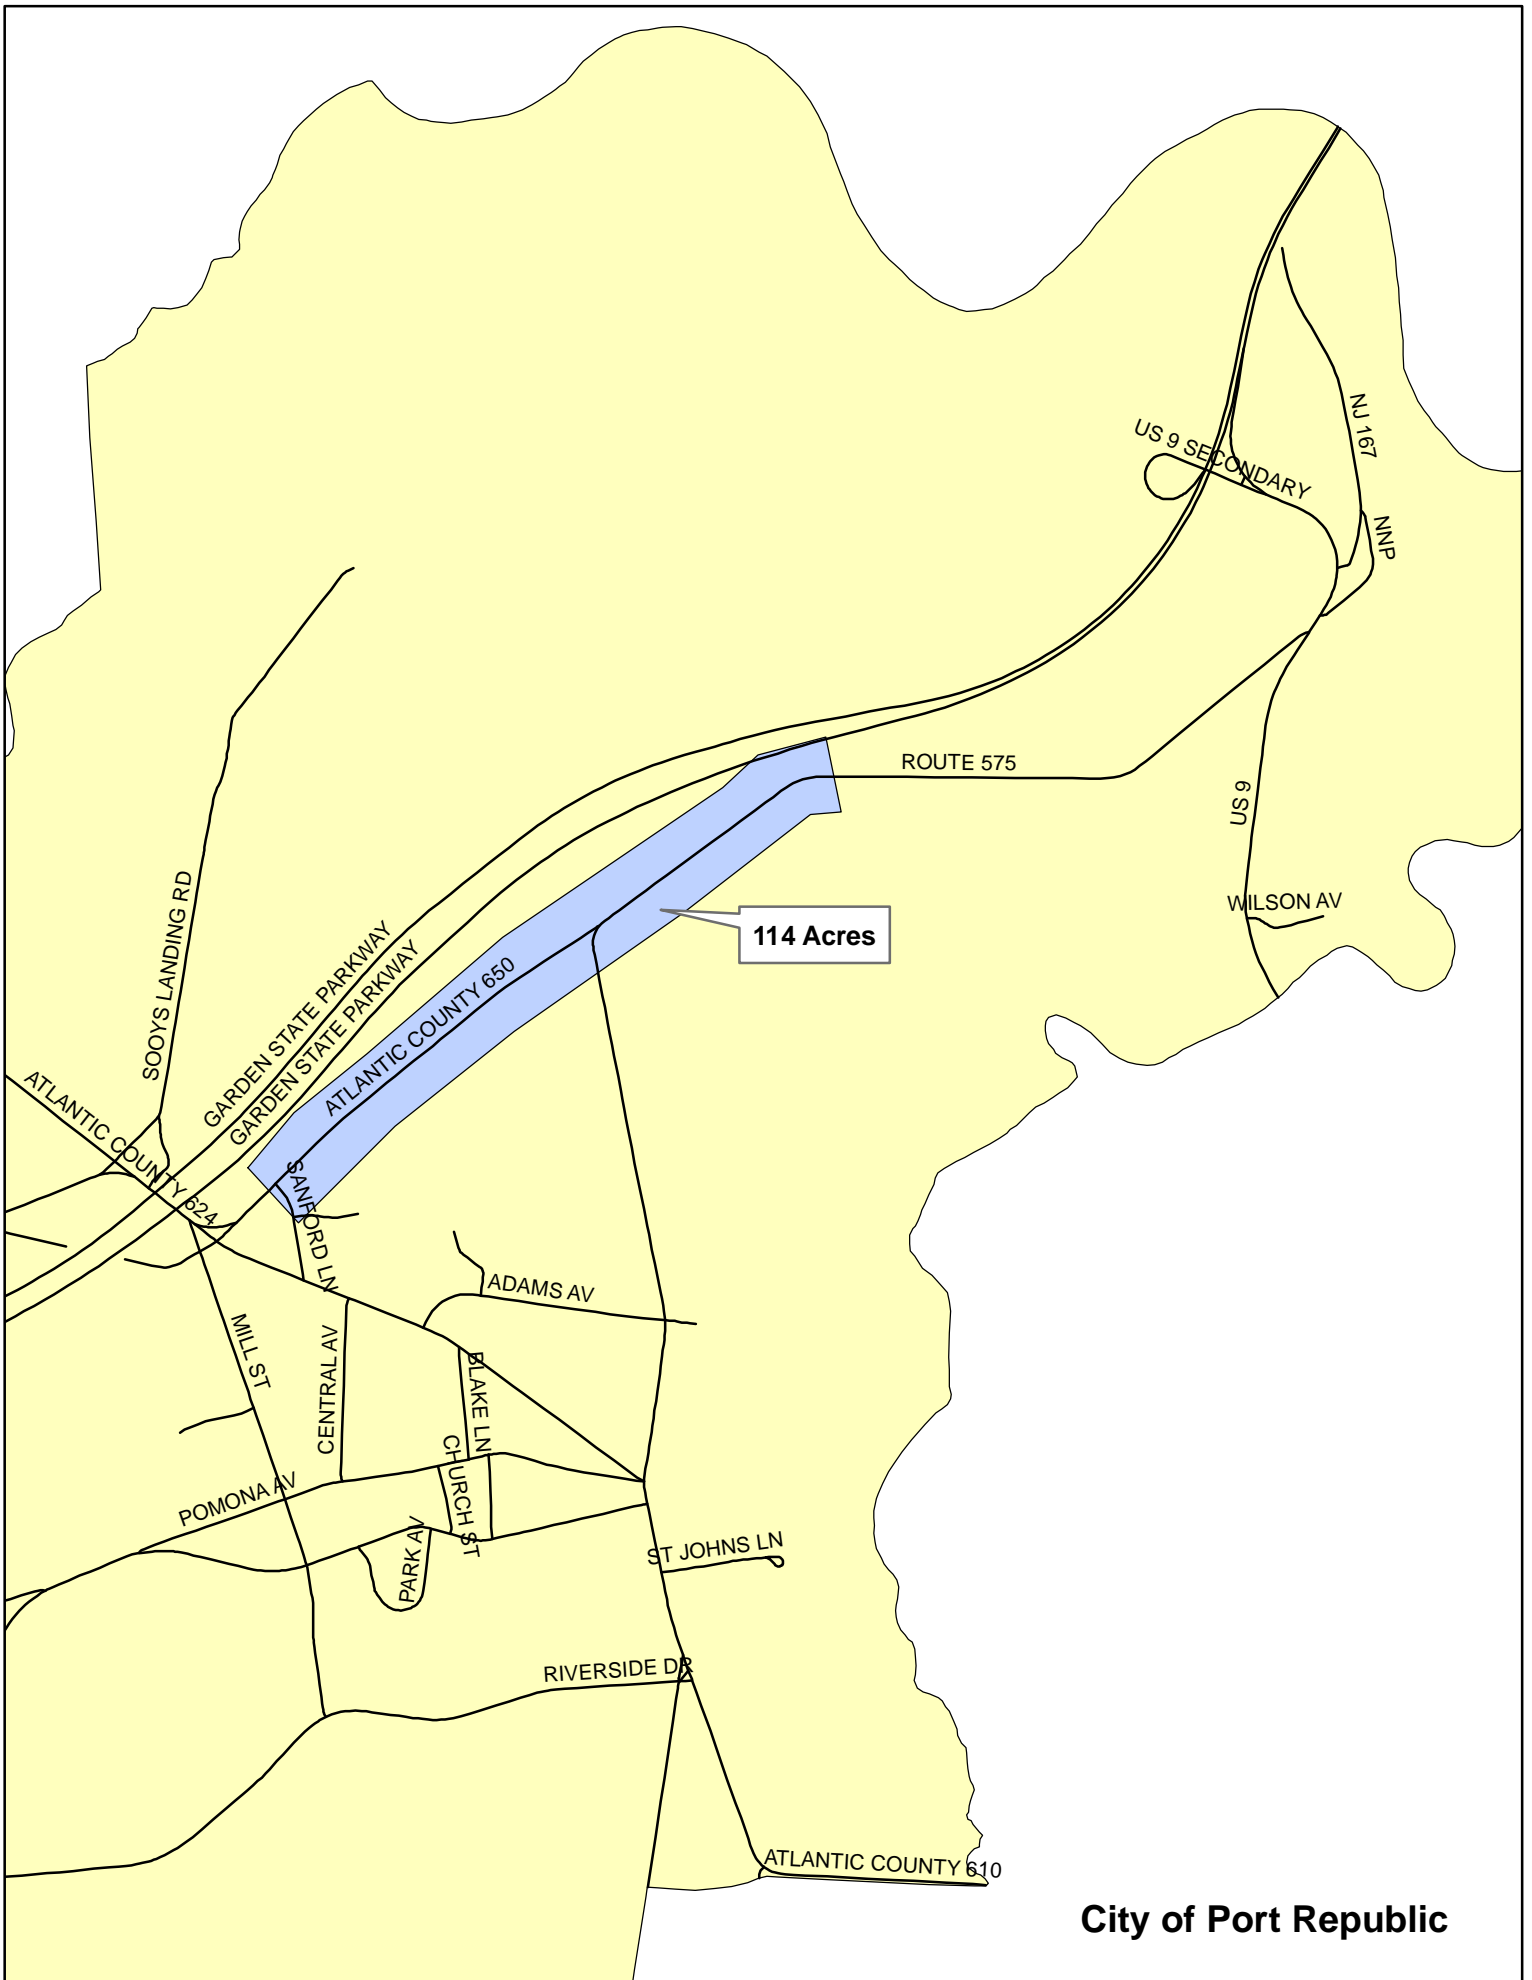 NJ 167
US 9 SECONDARY
NNP
ROUTE 575
US 9
WILSON AV
SOOYS LANDING RD
GARDEN STATE PARKWAY
GARDEN STATE PARKWAY
114 Acres
ATLANTIC COUNTY 650
ATLANTIC COUNTY 624
SANFORD LN
ADAMS AV
MILL ST
CENTRAL AV
BLAKE LN
CHURCH ST
POMONA AV
PARK AV
ST JOHNS LN
RIVERSIDE DR
ATLANTIC COUNTY 610
City of Port Republic